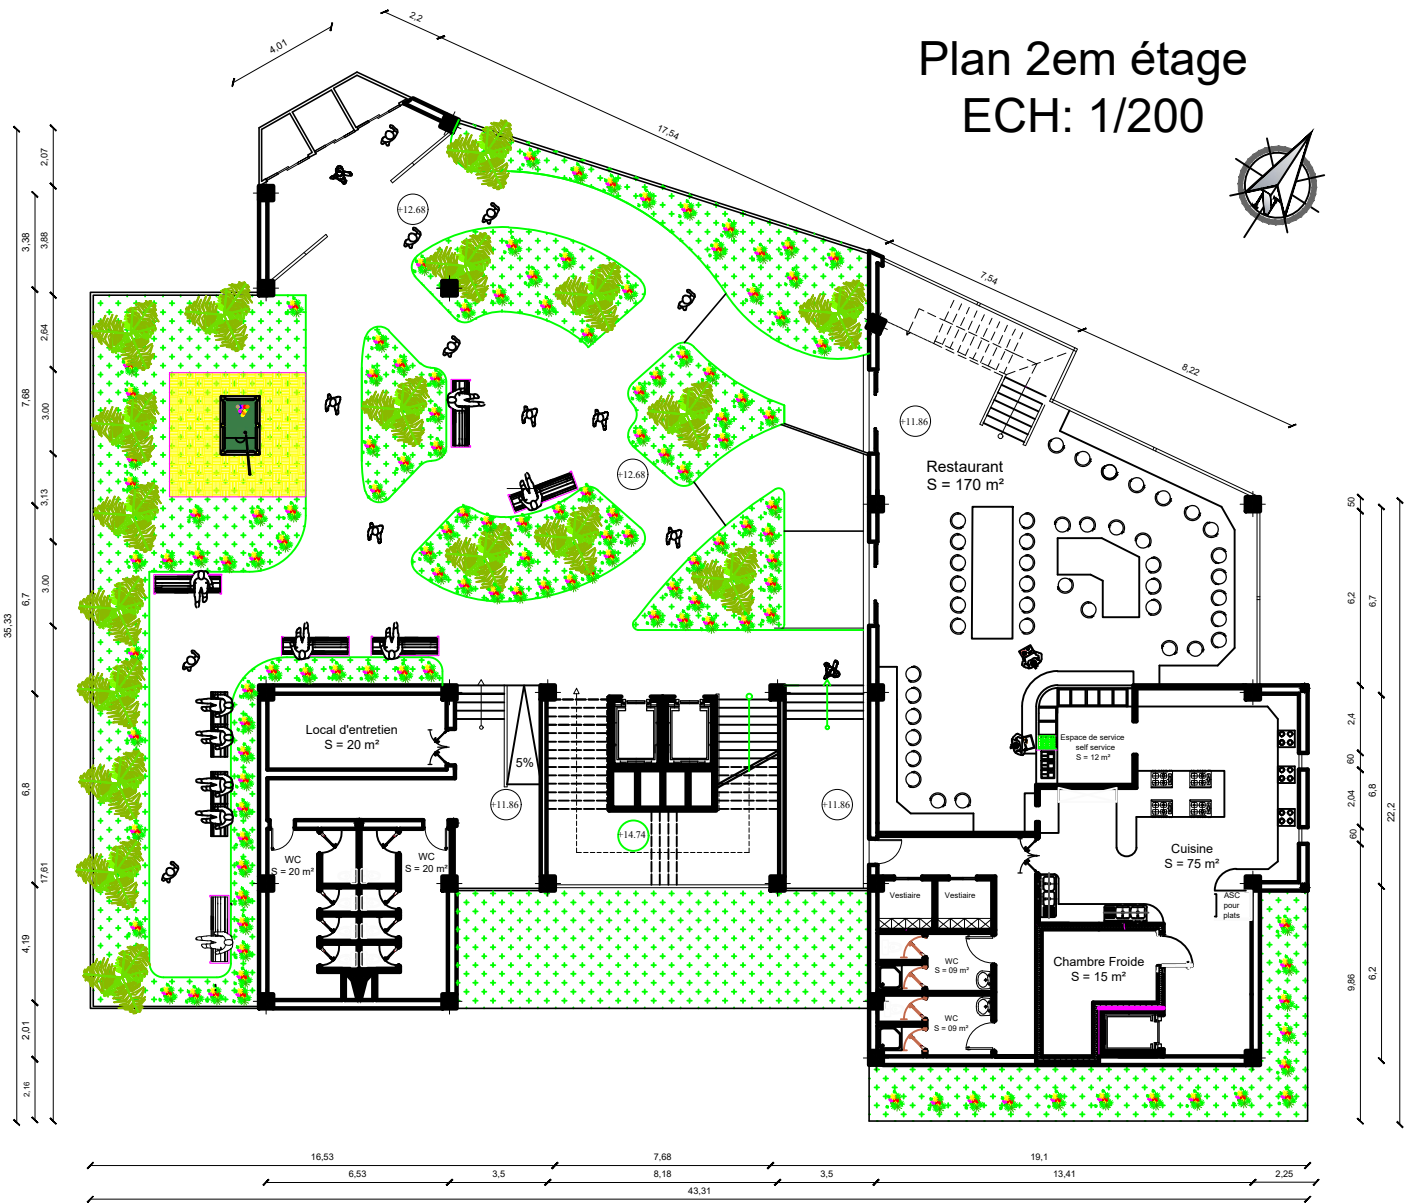 Plan 2em étage
ECH: 1/200
4,01
2,2
17,54
7,54
8,22
2,07
3,38
3,88
2,64
7,68
3,00
3,13
3,00
6,7
35,33
6,8
17,61
4,19
2,01
2,16
+12.68
+11.86
+12.68
Restaurant
S = 170 m²
50
6,2
6,7
2,4
60
2,04
6,8
60
22,2
9,86
6,2
Local d'entretien
S = 20 m²
5%
Espace de service
self service
S = 12 m²
+11.86
+11.86
+14.74
WC
S = 20 m²
WC
S = 20 m²
Cuisine
S = 75 m²
Vestiaire
Vestiaire
ASC
pour
plats
WC
S = 09 m²
Chambre Froide
S = 15 m²
WC
S = 09 m²
16,53
7,68
19,1
6,53
3,5
8,18
3,5
13,41
2,25
43,31